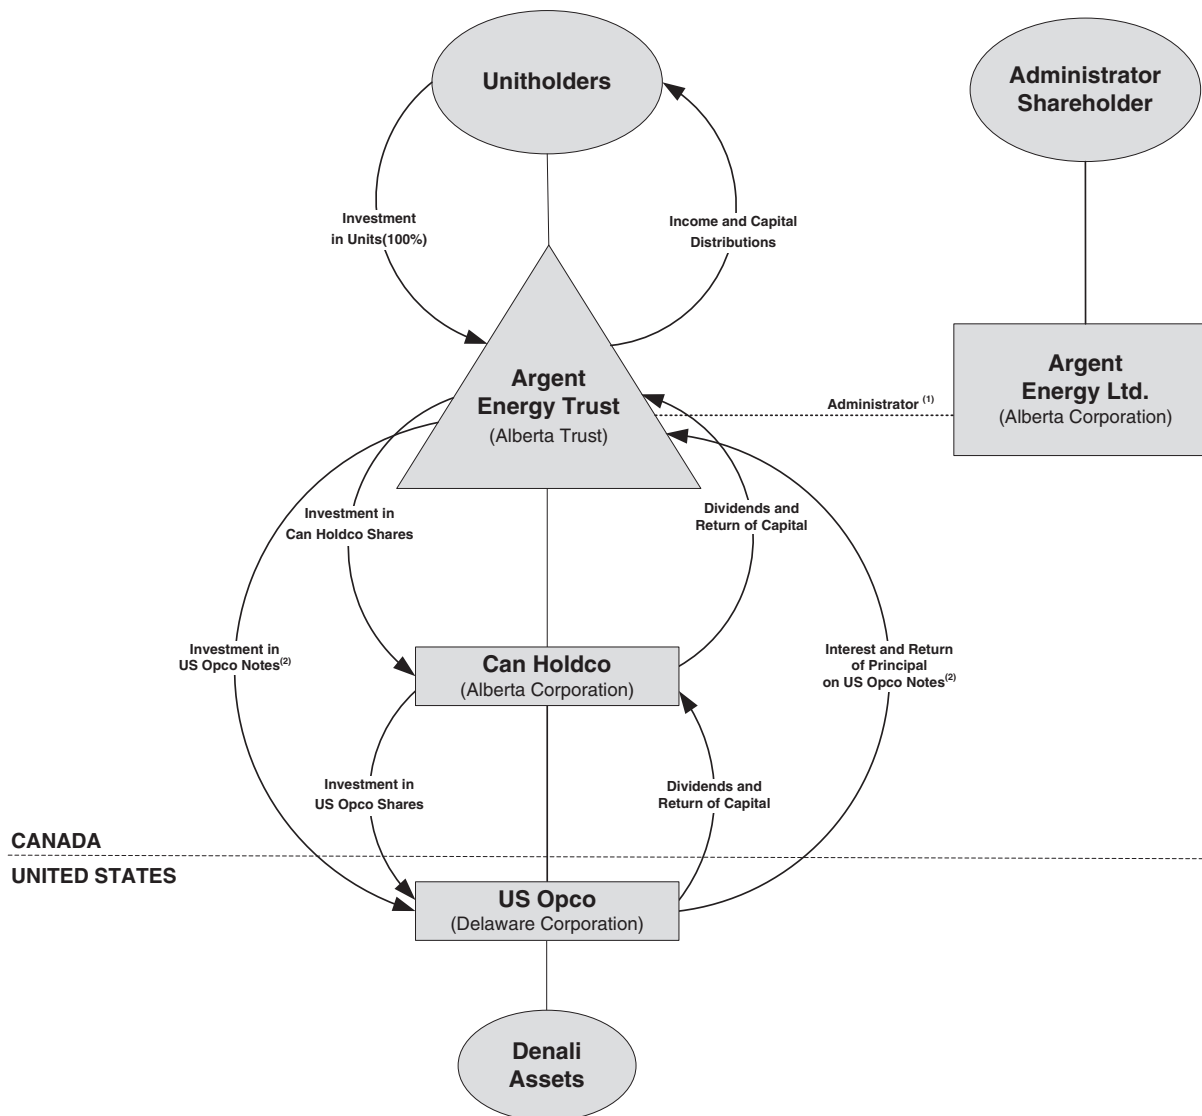 Unitholders
Administrator
Shareholder
Investment
in Units(100%)
Income and Capital
Distributions
Argent
Energy Trust
(Alberta Trust)
Administrator (1)
Argent
Energy Ltd.
(Alberta Corporation)
Investment in
Can Holdco Shares
Dividends and
Return of Capital
Investment in
US Opco Notes(2)
Can Holdco
(Alberta Corporation)
Interest and Return
of Principal
on US Opco Notes(2)
Investment in
US Opco Shares
Dividends and
Return of Capital
CANADA
UNITED STATES
US Opco
(Delaware Corporation)
Denali
Assets